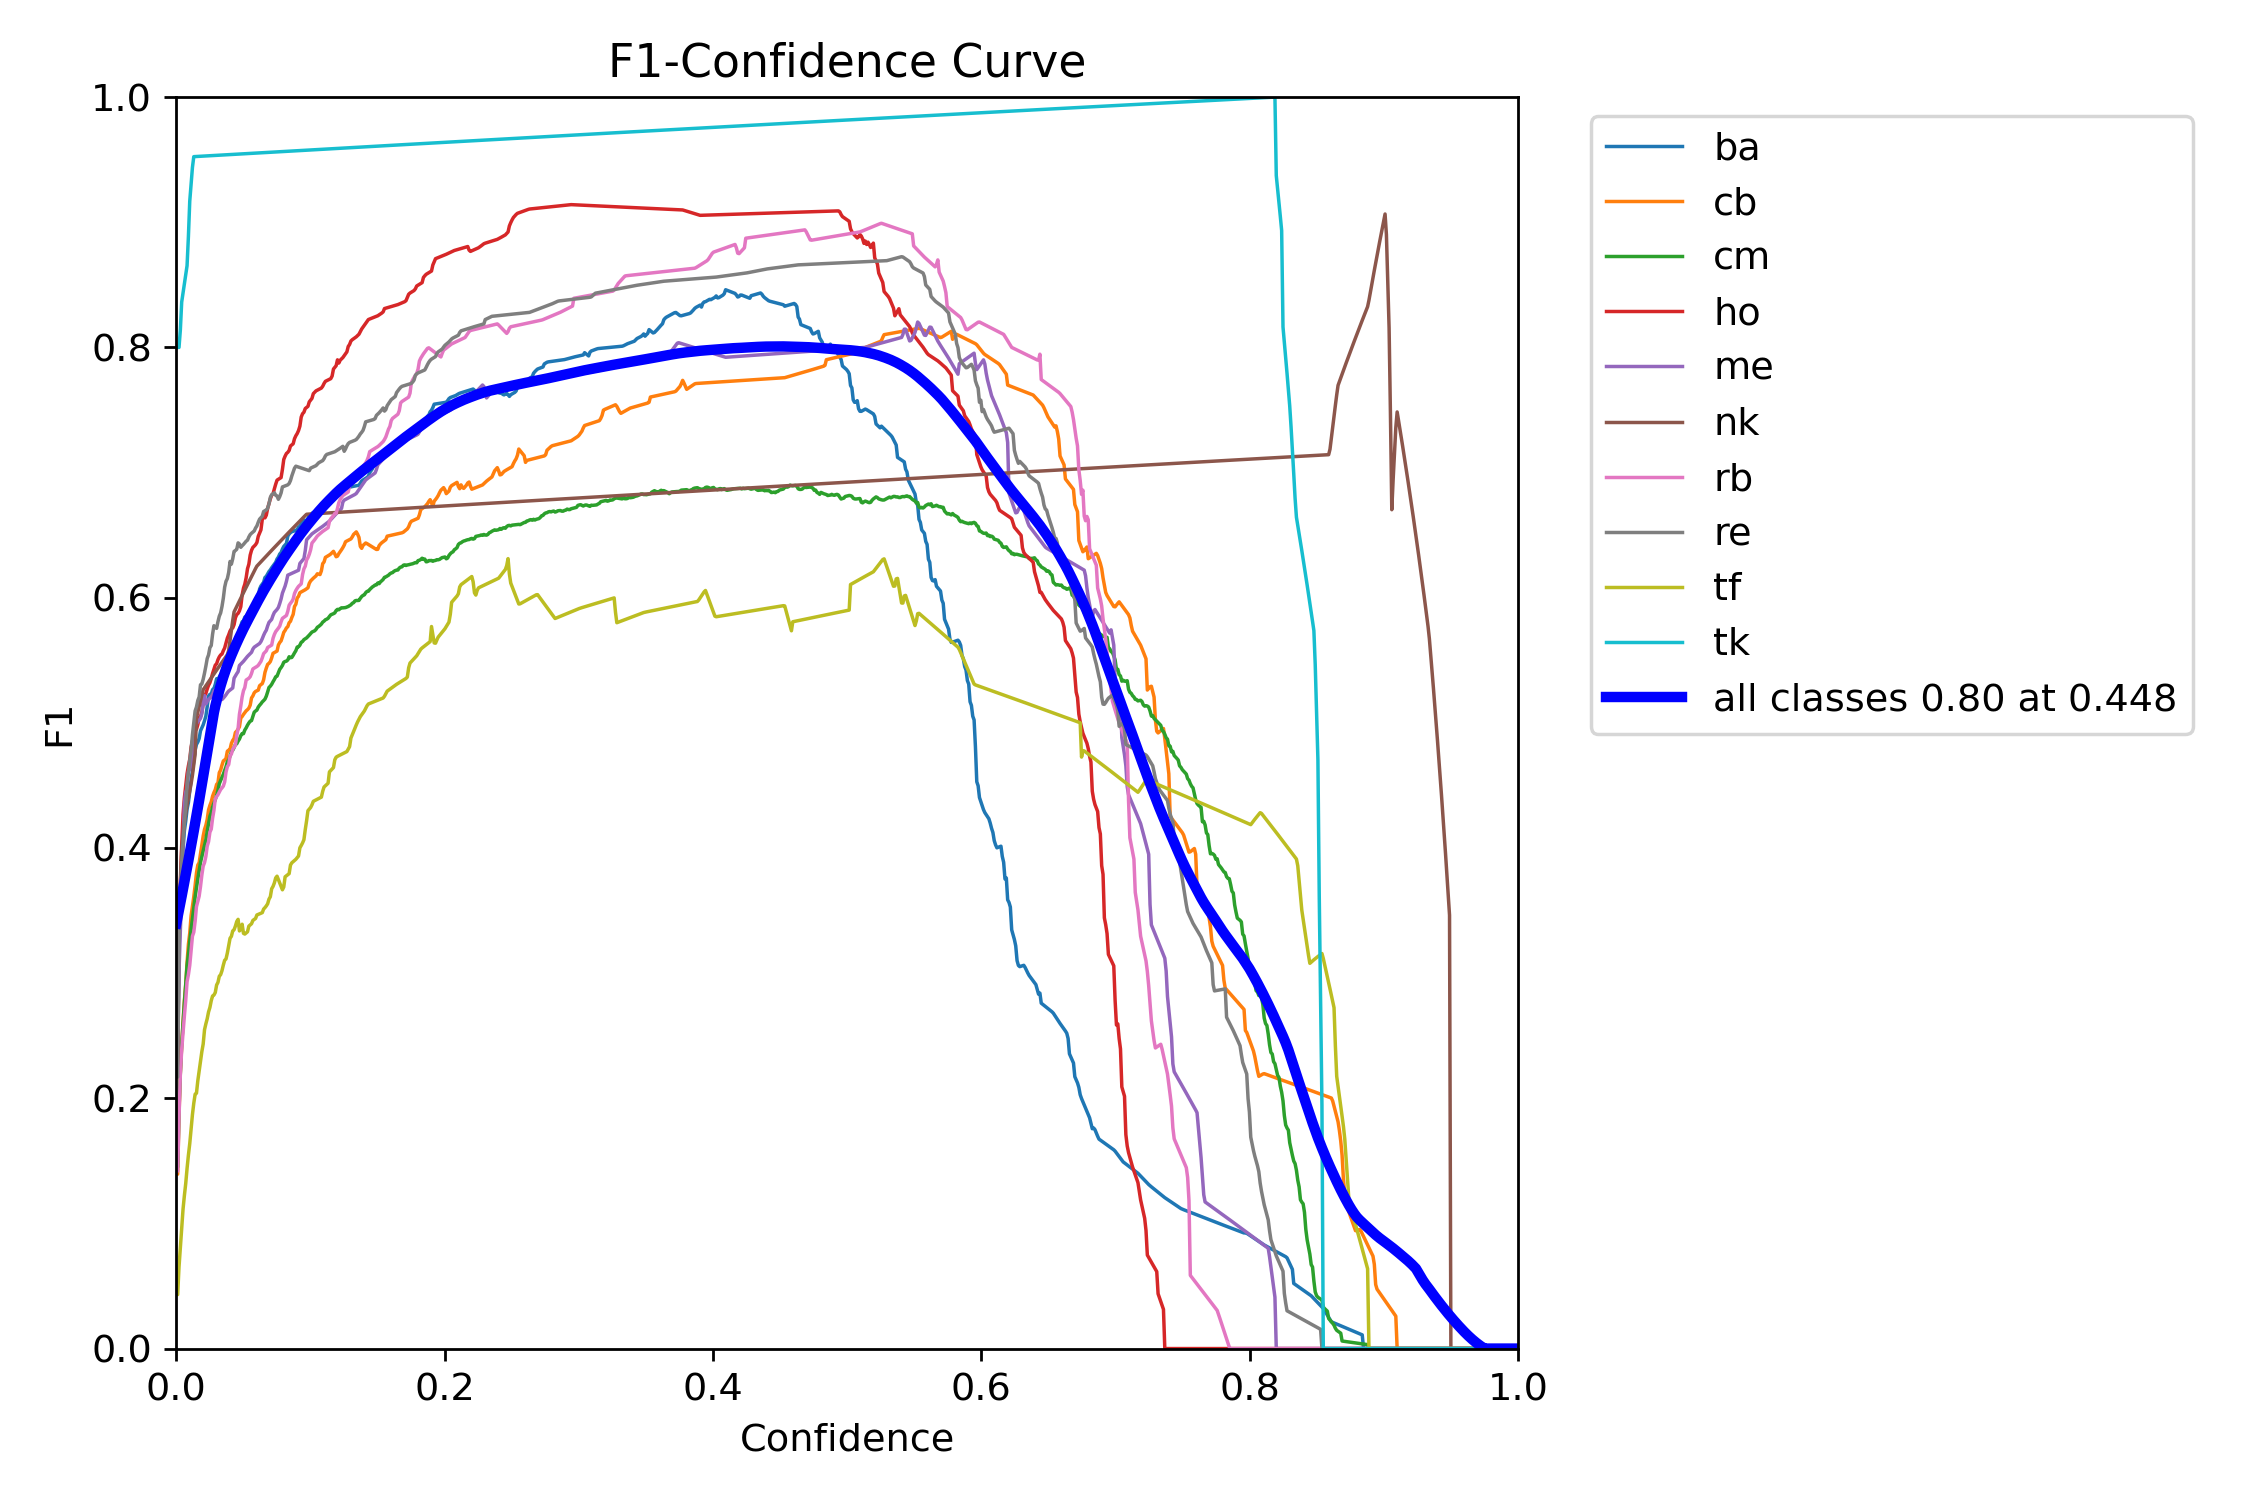 F1-Confidence Curve
1.0
0.8
0.6
0.4
0.2
0.0
F1
0.0 0.2 0.4 0.6 0.8 1.0
Confidence
ba
cb
cm
ho
me
nk
rb
re
tf
tk
all classes 0.80 at 0.448